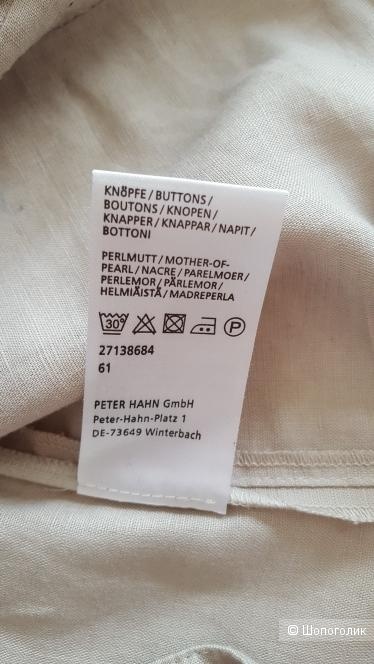 KNÖPFE / BUTTONS /
BOUTONS / KNOPEN /
KNAPPER / KNAPPAR / NAPIT /
BOTTONI
PERLMUTT / MOTHER-OF-
PEARL / NACRE / PARELMOER /
PERLEMOR / PÄRLEMOR /
HELMIÄISTÄ / MADREPERLA
30°
P
27138684
61
PETER HAHN GmbH
Peter-Hahn-Platz 1
DE-73649 Winterbach
© Шопоголик